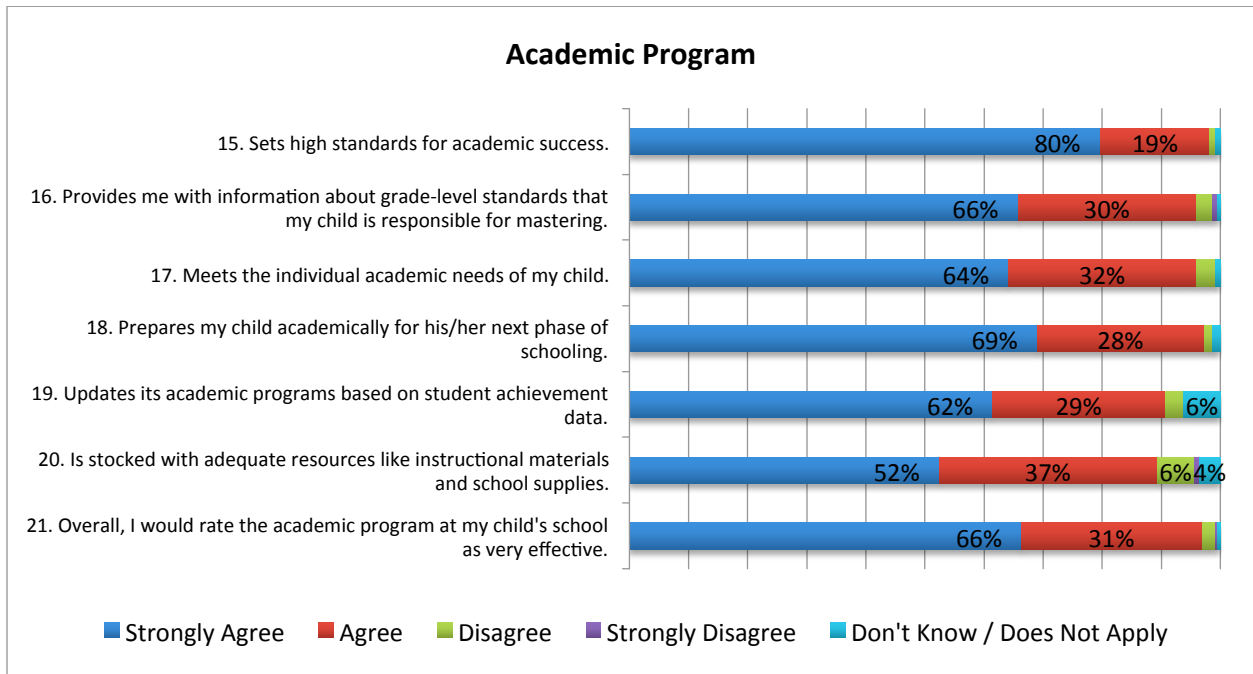 Academic Program
15. Sets high standards for academic success.
80% 19%
16. Provides me with information about grade-level standards that
my child is responsible for mastering.
66% 30%
17. Meets the individual academic needs of my child.
64% 32%
18. Prepares my child academically for his/her next phase of
schooling.
69% 28%
19. Updates its academic programs based on student achievement
data.
62% 29% 6%
20. Is stocked with adequate resources like instructional materials
and school supplies.
52% 37% 6% 4%
21. Overall, I would rate the academic program at my child's school
as very effective.
66% 31%
Strongly Agree Agree Disagree Strongly Disagree Don't Know / Does Not Apply